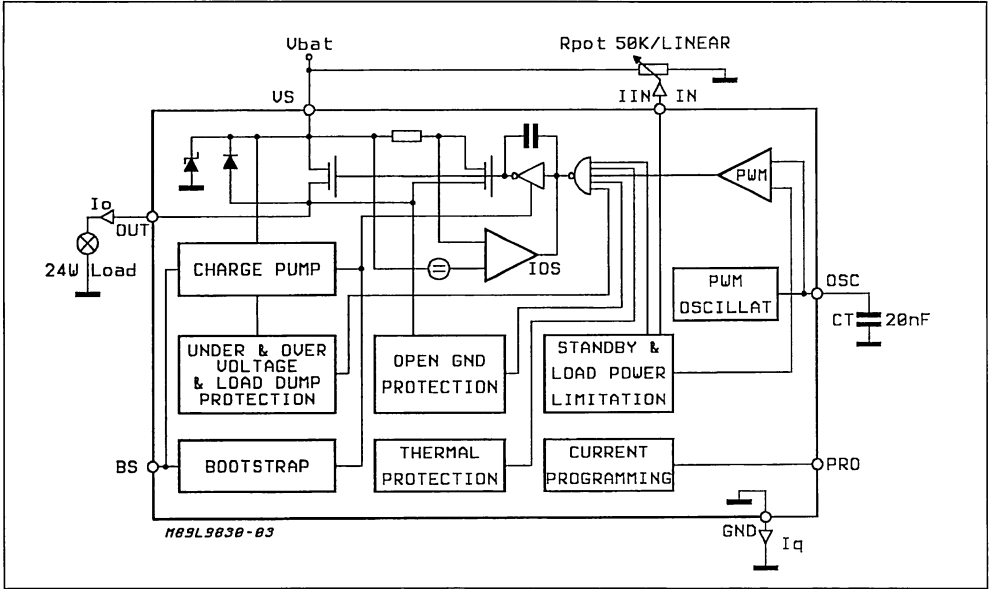 Vbat
Rpot 50K/LINEAR
VS
IIN IN
PWM
Io
OUT
24W Load
CHARGE PUMP
IOS
PWM
OSCILLAT
OSC
CT
20nF
UNDER & OVER
VOLTAGE
& LOAD DUMP
PROTECTION
OPEN GND
PROTECTION
STANDBY &
LOAD POWER
LIMITATION
BS
BOOTSTRAP
THERMAL
PROTECTION
CURRENT
PROGRAMMING
PRO
M89L9830-03
GND
Iq